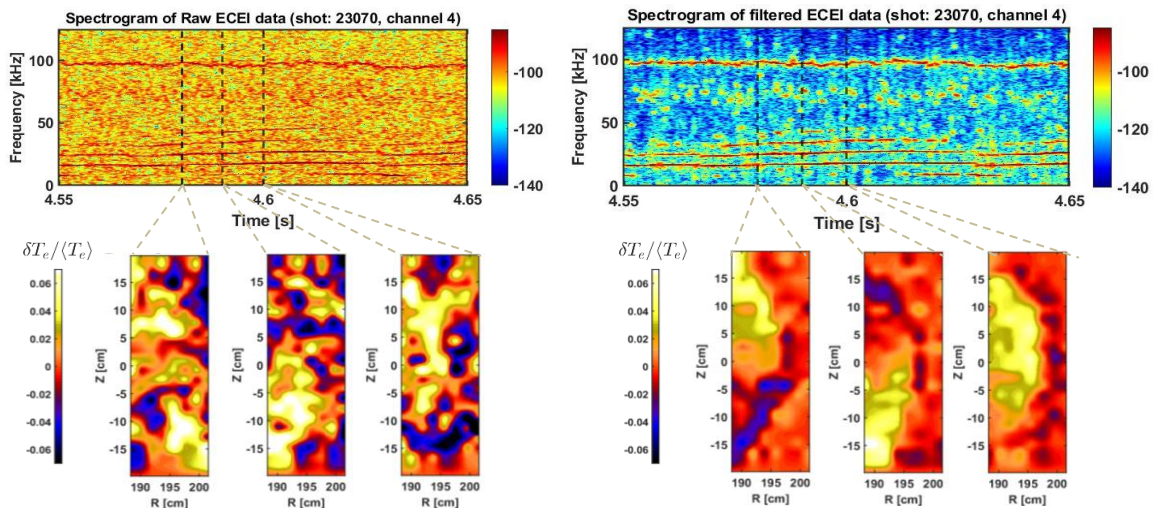 Spectrogram of Raw ECEI data (shot: 23070, channel 4)
Frequency [kHz]
100
50
0
4.55
4.6
4.65
Time [s]
-100
-120
-140
δT_e/⟨T_e⟩
0.06
0.04
0.02
0
-0.02
-0.04
-0.06
Z [cm]
15
10
5
0
-5
-10
-15
190 195 200
R [cm]
Z [cm]
15
10
5
0
-5
-10
-15
190 195 200
R [cm]
Z [cm]
15
10
5
0
-5
-10
-15
190 195 200
R [cm]
Spectrogram of filtered ECEI data (shot: 23070, channel 4)
Frequency [kHz]
100
50
0
4.55
4.6
4.65
Time [s]
-100
-120
-140
δT_e/⟨T_e⟩
0.06
0.04
0.02
0
-0.02
-0.04
-0.06
Z [cm]
15
10
5
0
-5
-10
-15
190 195 200
R [cm]
Z [cm]
15
10
5
0
-5
-10
-15
190 195 200
R [cm]
Z [cm]
15
10
5
0
-5
-10
-15
190 195 200
R [cm]